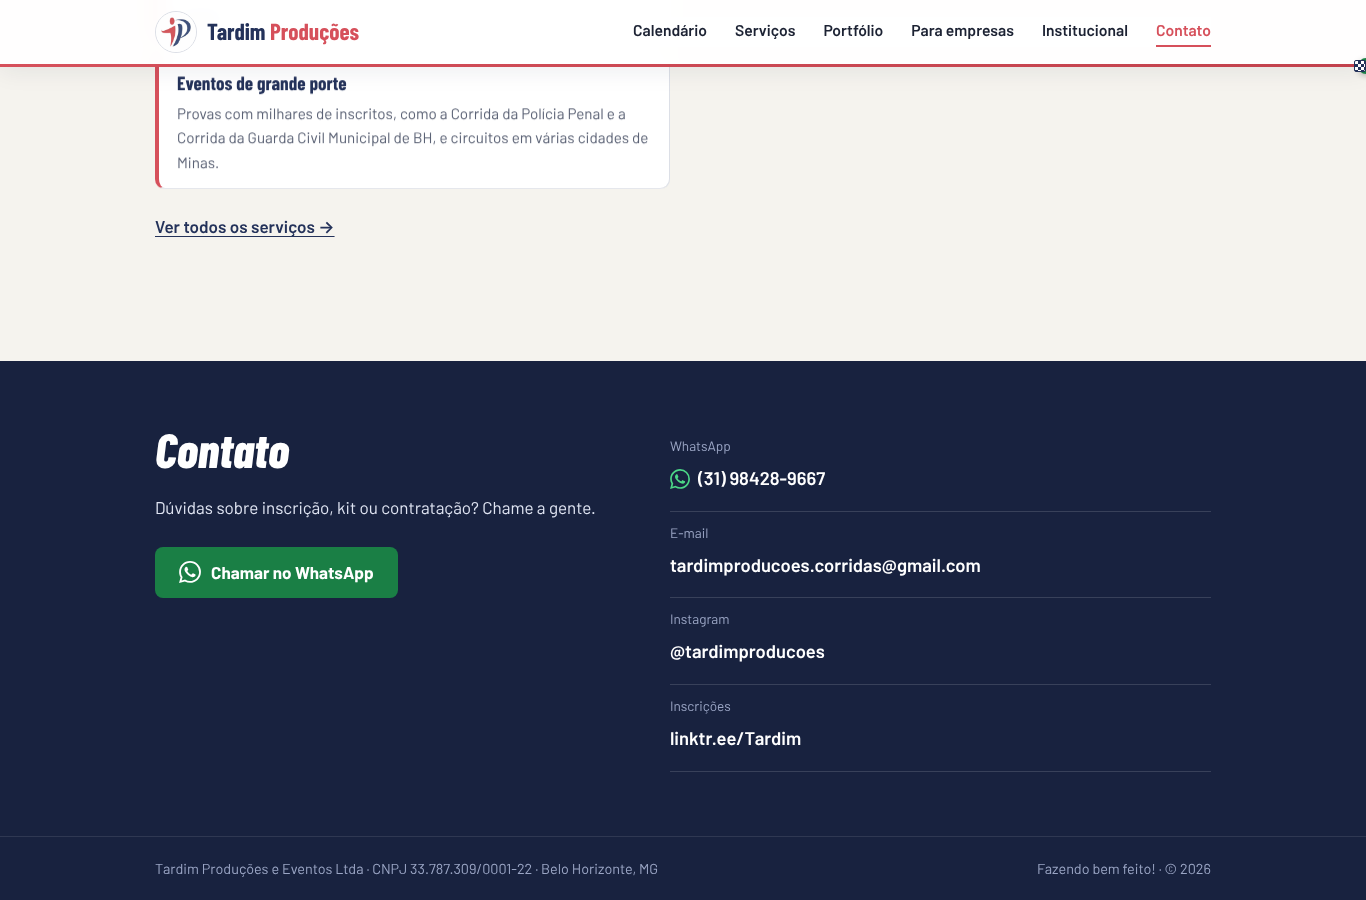 Tardim Produções
Calendário Serviços Portfólio Para empresas Institucional Contato
Eventos de grande porte
Provas com milhares de inscritos, como a Corrida da Polícia Penal e a
Corrida da Guarda Civil Municipal de BH, e circuitos em várias cidades de
Minas.
Ver todos os serviços →
Contato
Dúvidas sobre inscrição, kit ou contratação? Chame a gente.
Chamar no WhatsApp
WhatsApp
(31) 98428-9667
E-mail
tardimproducoes.corridas@gmail.com
Instagram
@tardimproducoes
Inscrições
linktr.ee/Tardim
Tardim Produções e Eventos Ltda · CNPJ 33.787.309/0001-22 · Belo Horizonte, MG
Fazendo bem feito! · © 2026